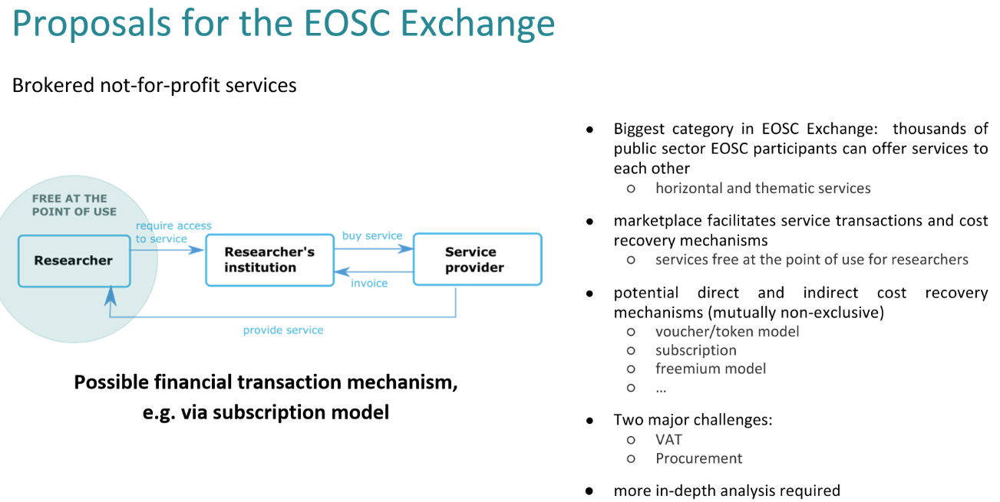 Proposals for the EOSC Exchange
Brokered not-for-profit services
FREE AT THE
POINT OF USE
Researcher
require access
to service
Researcher's
institution
buy service
invoice
Service
provider
provide service
Possible financial transaction mechanism,
e.g. via subscription model
● Biggest category in EOSC Exchange: thousands of
public sector EOSC participants can offer services to
each other
○ horizontal and thematic services
● marketplace facilitates service transactions and cost
recovery mechanisms
○ services free at the point of use for researchers
● potential direct and indirect cost recovery
mechanisms (mutually non-exclusive)
○ voucher/token model
○ subscription
○ freemium model
○ ...
● Two major challenges:
○ VAT
○ Procurement
● more in-depth analysis required